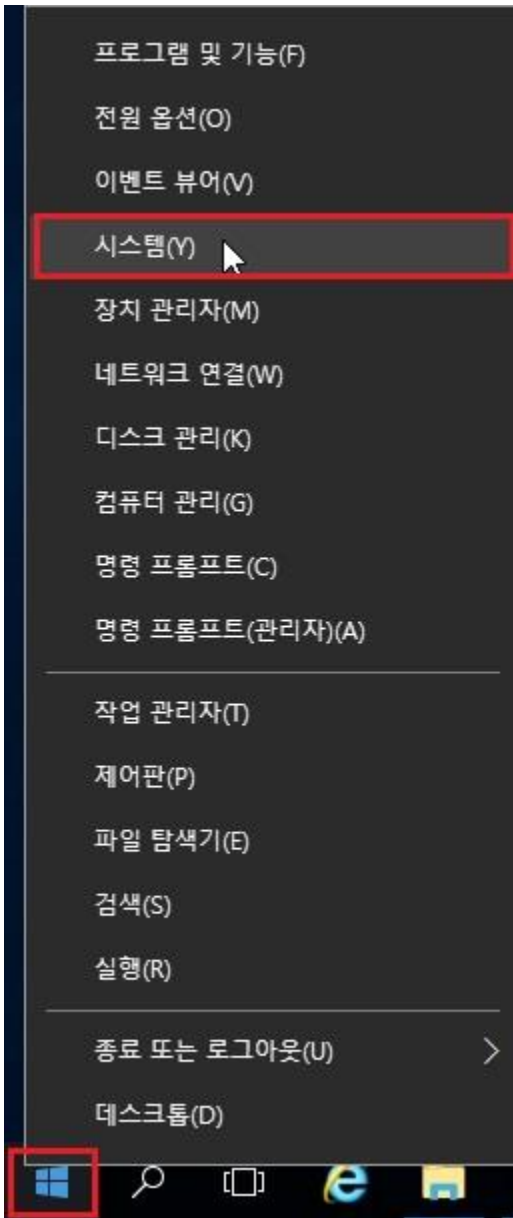 프로그램 및 기능(F)
전원 옵션(O)
이벤트 뷰어(V)
시스템(Y)
장치 관리자(M)
네트워크 연결(W)
디스크 관리(K)
컴퓨터 관리(G)
명령 프롬프트(C)
명령 프롬프트(관리자)(A)
작업 관리자(T)
제어판(P)
파일 탐색기(E)
검색(S)
실행(R)
종료 또는 로그아웃(U)
데스크톱(D)